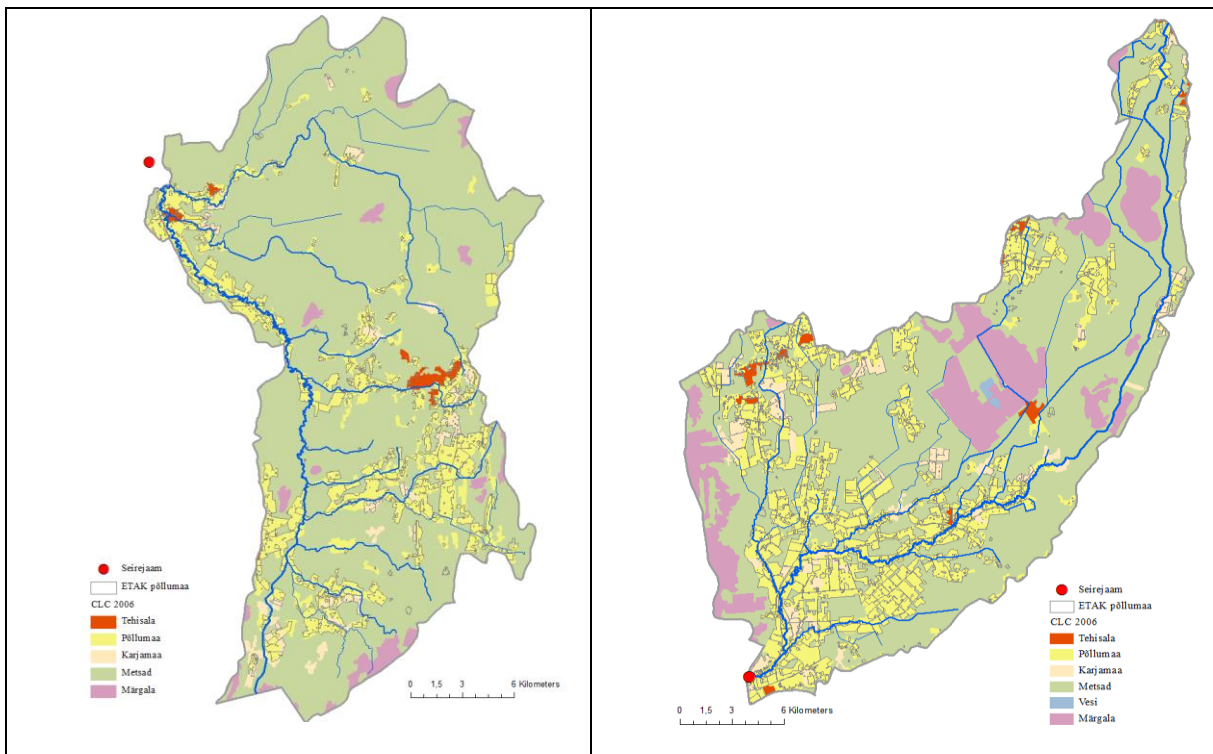 Seirejaam
ETAK põllumaa
CLC 2006
Tehisala
Põllumaa
Karjamaa
Metsad
Märgala
0 1,5 3 6 Kilometers
Seirejaam
ETAK põllumaa
CLC 2006
Tehisala
Põllumaa
Karjamaa
Metsad
Vesi
Märgala
0 1,5 3 6 Kilometers